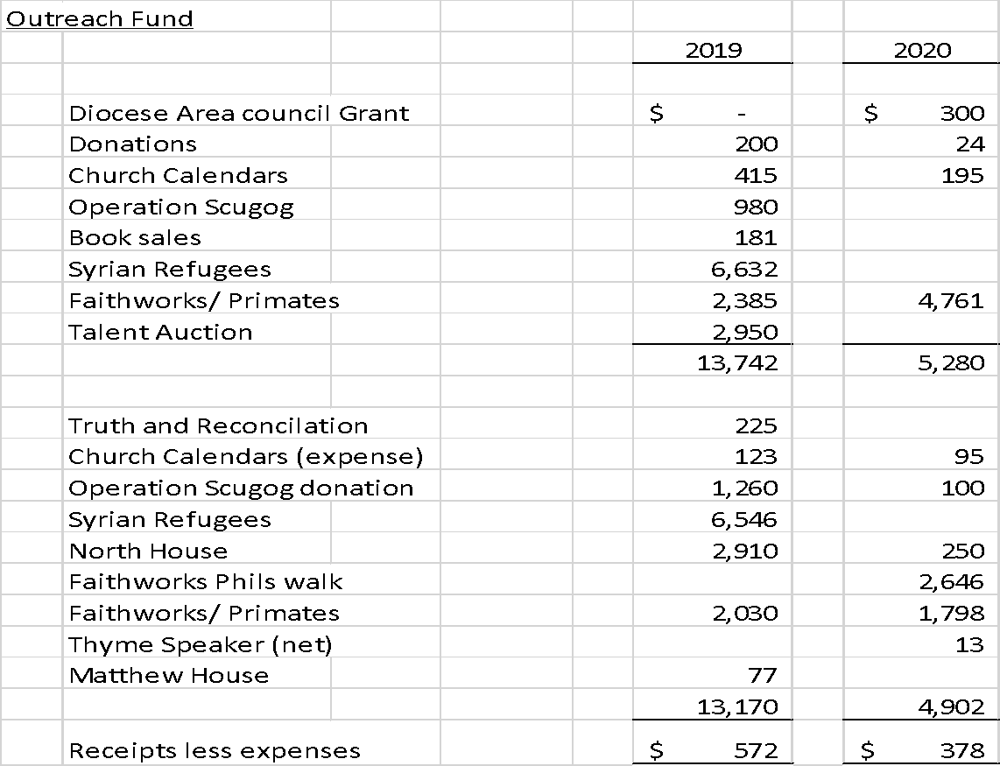 Outreach Fund
2019 2020
Diocese Area council Grant $ - $ 300
Donations 200 24
Church Calendars 415 195
Operation Scugog 980
Book sales 181
Syrian Refugees 6,632
Faithworks/ Primates 2,385 4,761
Talent Auction 2,950
13,742 5,280
Truth and Reconcilation 225
Church Calendars (expense) 123 95
Operation Scugog donation 1,260 100
Syrian Refugees 6,546
North House 2,910 250
Faithworks Phils walk 2,646
Faithworks/ Primates 2,030 1,798
Thyme Speaker (net) 13
Matthew House 77
13,170 4,902
Receipts less expenses $ 572 $ 378